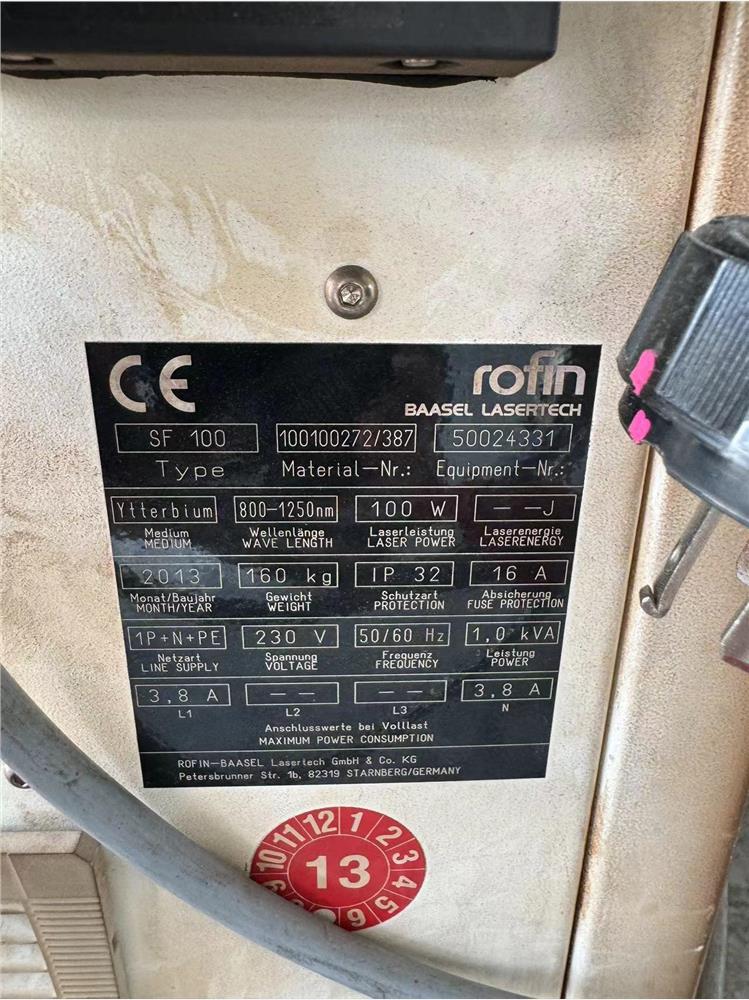 CE
rofin
BAASEL LASERTECH
SF 100 100100272/387 50024331
Type Material-Nr.: Equipment-Nr.:
Ytterbium 800-1250nm 100 W --J
Medium Wellenlänge Laserleistung Laserenergie
MEDIUM WAVE LENGTH LASER POWER LASERENERGY
2013 160 kg IP 32 16 A
Monat/Baujahr Gewicht Schutzart Absicherung
MONTH/YEAR WEIGHT PROTECTION FUSE PROTECTION
1P+N+PE 230 V 50/60 Hz 1,0 kVA
Netzart Spannung Frequenz Leistung
LINE SUPPLY VOLTAGE FREQUENCY POWER
3,8 A -- -- 3,8 A
L1 L2 L3 N
Anschlusswerte bei Volllast
MAXIMUM POWER CONSUMPTION
ROFIN-BAASEL Lasertech GmbH & Co. KG
Petersbrunner Str. 1b, 82319 STARNBERG/GERMANY
10 11 12 1 2 3 4 5 6
13